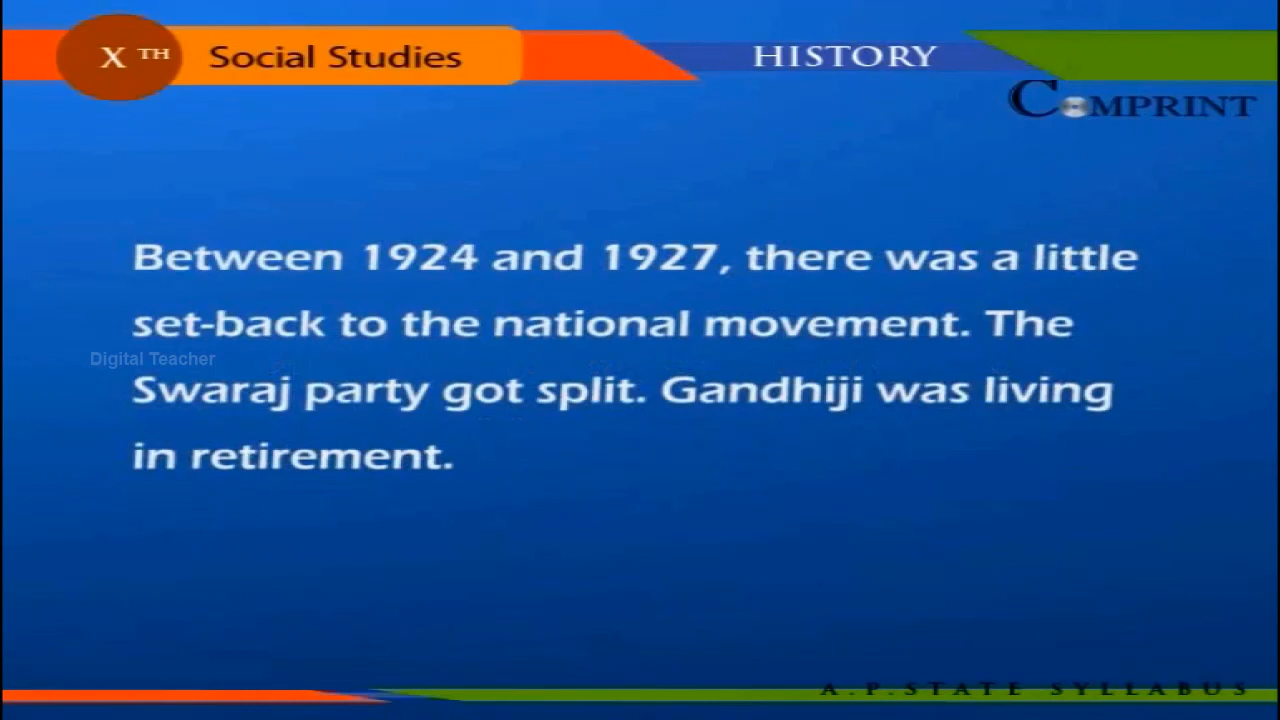 X TH Social Studies HISTORY
COMPRINT
Between 1924 and 1927, there was a little
set-back to the national movement. The
Digital Teacher
Swaraj party got split. Gandhiji was living
in retirement.
A.P.STATE SYLLABUS